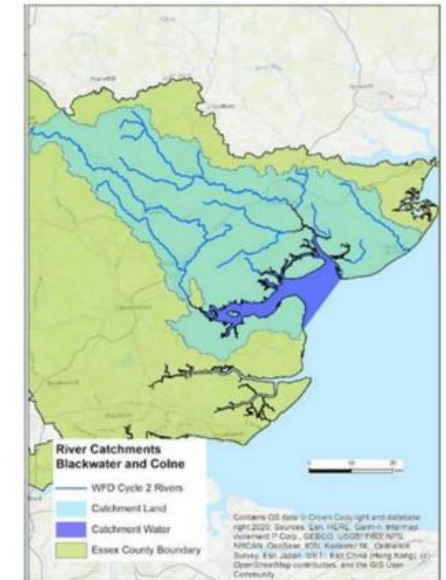 River Catchments
Blackwater and Colne
WFD Cycle 2 Rivers
Catchment Land
Catchment Water
Essex County Boundary
Contains OS data © Crown Copyright and database
right 2020. Sources: Esri, HERE, Garmin, Intermap
increment P Corp., GEBCO, USGS, FAO, NPS,
NRCAN, GeoBase, IGN, Kadaster NL, Ordnance
Survey, Esri Japan, METI, Esri China (Hong Kong), (c)
OpenStreetMap contributors, and the GIS User
Community